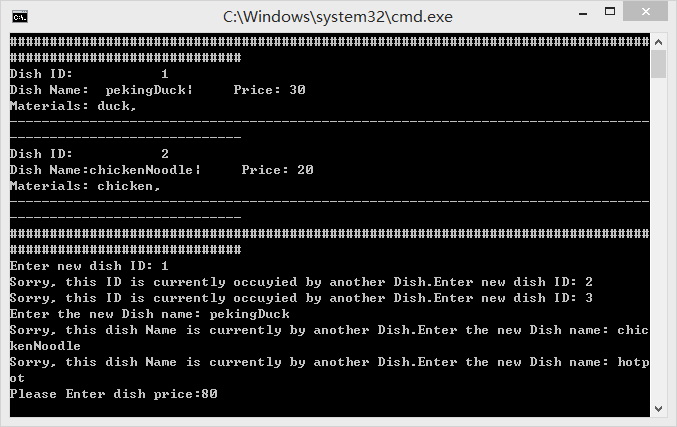 C:\Windows\system32\cmd.exe
################################################################################
#############################
Dish ID:           1
Dish Name:  pekingDuck¦     Price: 30
Materials: duck,
--------------------------------------------------------------------------------
-----------------------------
Dish ID:           2
Dish Name:chickenNoodle¦     Price: 20
Materials: chicken,
--------------------------------------------------------------------------------
-----------------------------
################################################################################
#############################
Enter new dish ID: 1
Sorry, this ID is currently occuyied by another Dish.Enter new dish ID: 2
Sorry, this ID is currently occuyied by another Dish.Enter new dish ID: 3
Enter the new Dish name: pekingDuck
Sorry, this dish Name is currently by another Dish.Enter the new Dish name: chic
kenNoodle
Sorry, this dish Name is currently by another Dish.Enter the new Dish name: hotp
ot
Please Enter dish price:80